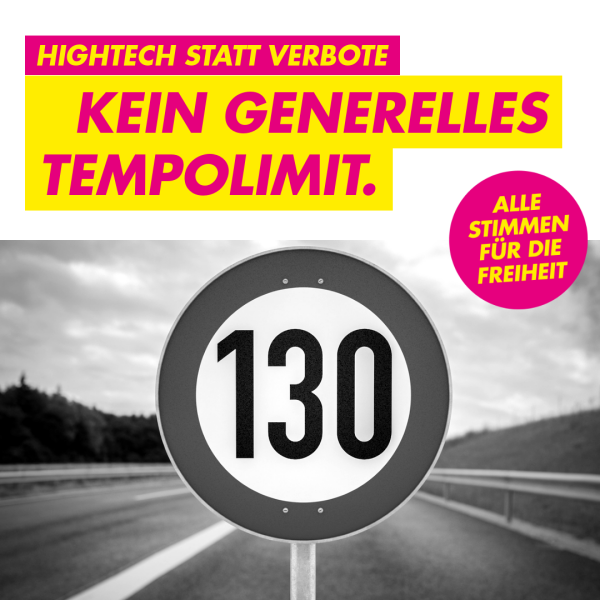 HIGHTECH STATT VERBOTE
KEIN GENERELLES
TEMPOLIMIT.
ALLE
STIMMEN
FÜR DIE
FREIHEIT
130